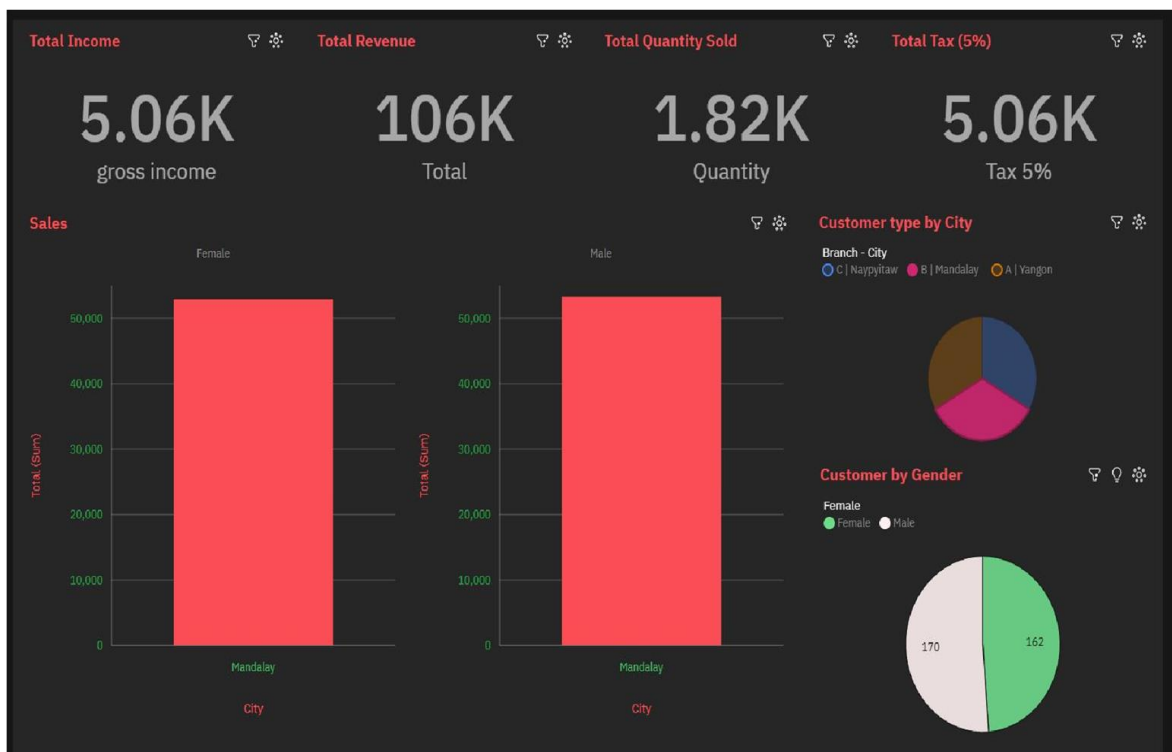 Total Income
Total Revenue
Total Quantity Sold
Total Tax (5%)
5.06K
106K
1.82K
5.06K
gross income
Total
Quantity
Tax 5%
Sales
Female
Male
Total (Sum)
50,000
40,000
30,000
20,000
10,000
0
Mandalay
City
Total (Sum)
50,000
40,000
30,000
20,000
10,000
0
Mandalay
City
Customer type by City
Branch - City
C | Naypyitaw B | Mandalay A | Yangon
Customer by Gender
Female
Female Male
170
162